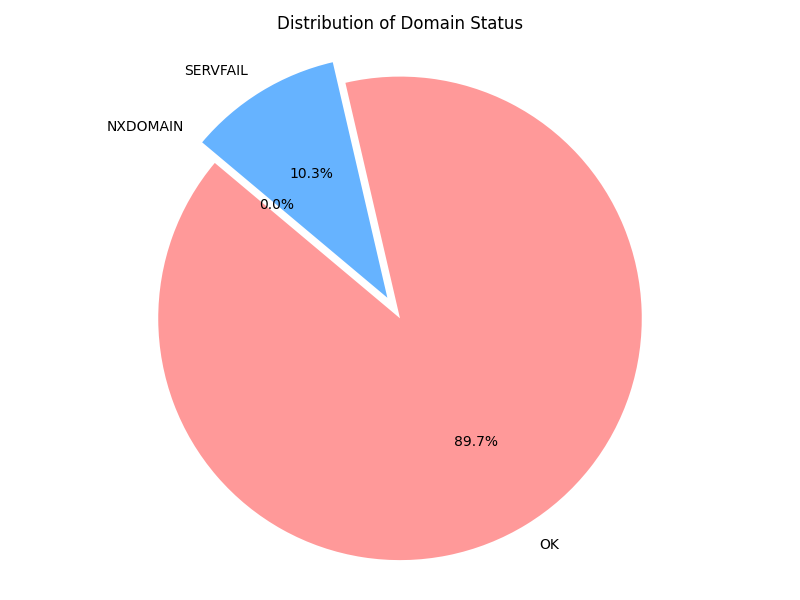 Distribution of Domain Status
SERVFAIL
NXDOMAIN
10.3%
0.0%
89.7%
OK